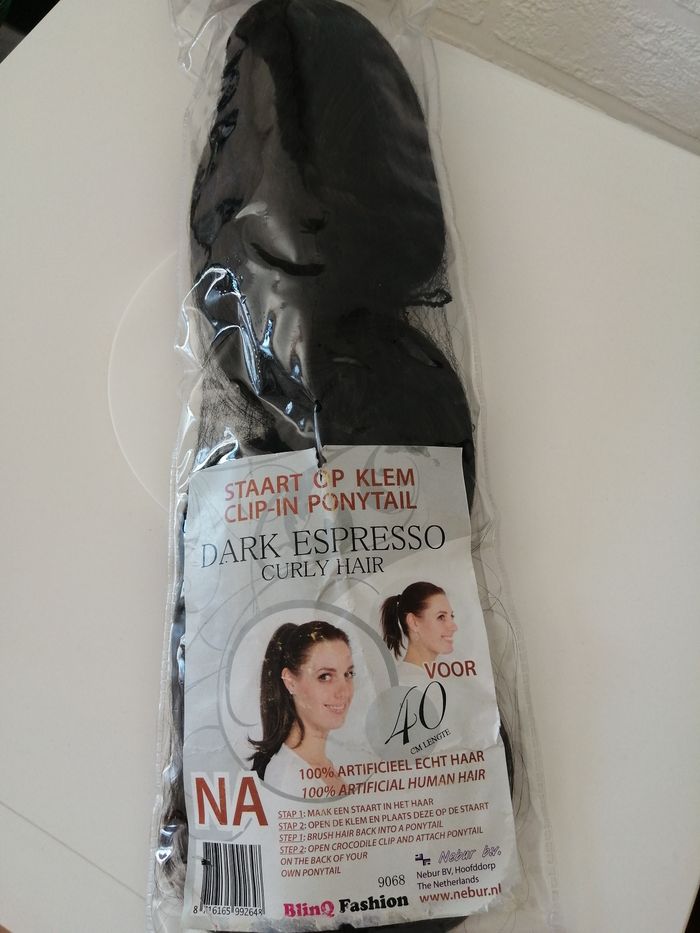 STAART OP KLEM
CLIP-IN PONYTAIL
DARK ESPRESSO
CURLY HAIR
VOOR
40
CM LENGTE
NA
100% ARTIFICIEEL ECHT HAAR
100% ARTIFICIAL HUMAN HAIR
STAP 1: MAAK EEN STAART IN HET HAAR
STAP 2: OPEN DE KLEM EN PLAATS DEZE OP DE STAART
STEP 1: BRUSH HAIR BACK INTO A PONYTAIL
STEP 2: OPEN CROCODILE CLIP AND ATTACH PONYTAIL
ON THE BACK OF YOUR
OWN PONYTAIL
9068
Nebur bv.
Nebur BV, Hoofddorp
The Netherlands
www.nebur.nl
BlinQ Fashion